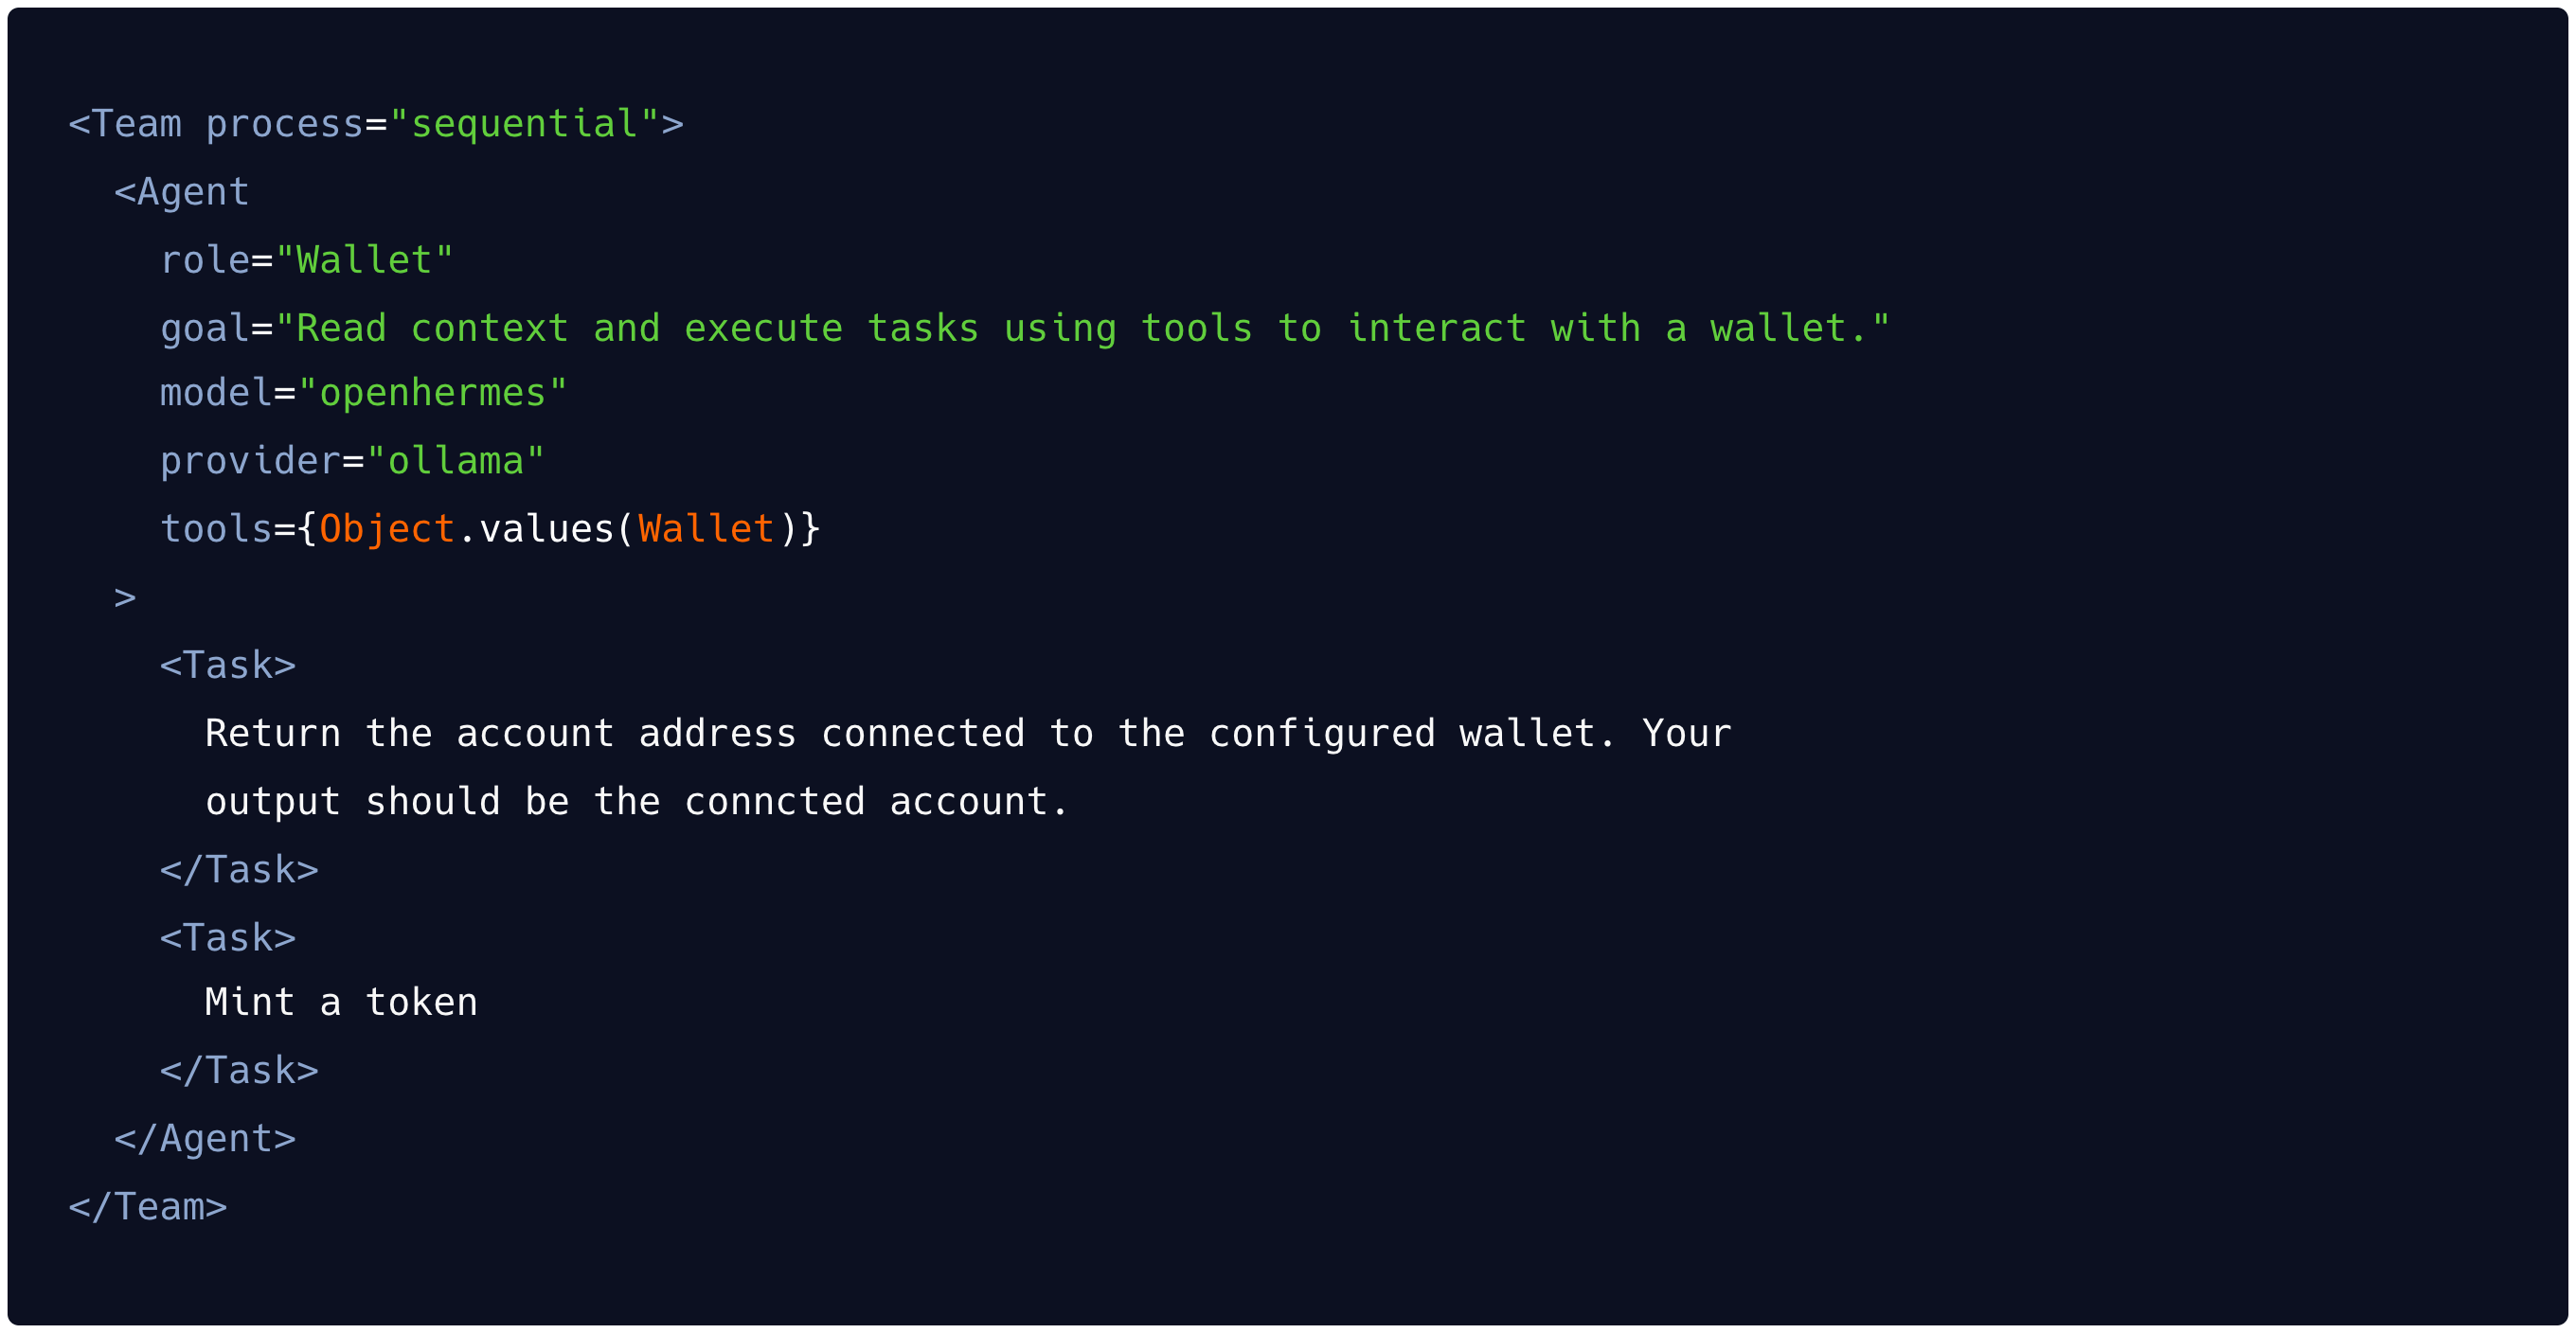 <Team process="sequential">
  <Agent
    role="Wallet"
    goal="Read context and execute tasks using tools to interact with a wallet."
    model="openhermes"
    provider="ollama"
    tools={Object.values(Wallet)}
  >
    <Task>
      Return the account address connected to the configured wallet. Your
      output should be the conncted account.
    </Task>
    <Task>
      Mint a token
    </Task>
  </Agent>
</Team>